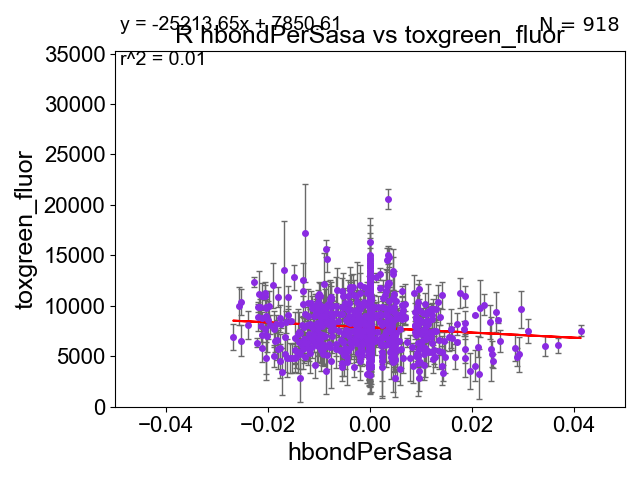 y = -25213.65x + 7850.61
N = 918
R hbondPerSasa vs toxgreen_fluor
r^2 = 0.01
35000
30000
25000
20000
15000
10000
5000
0
toxgreen_fluor
−0.04 −0.02 0.00 0.02 0.04
hbondPerSasa